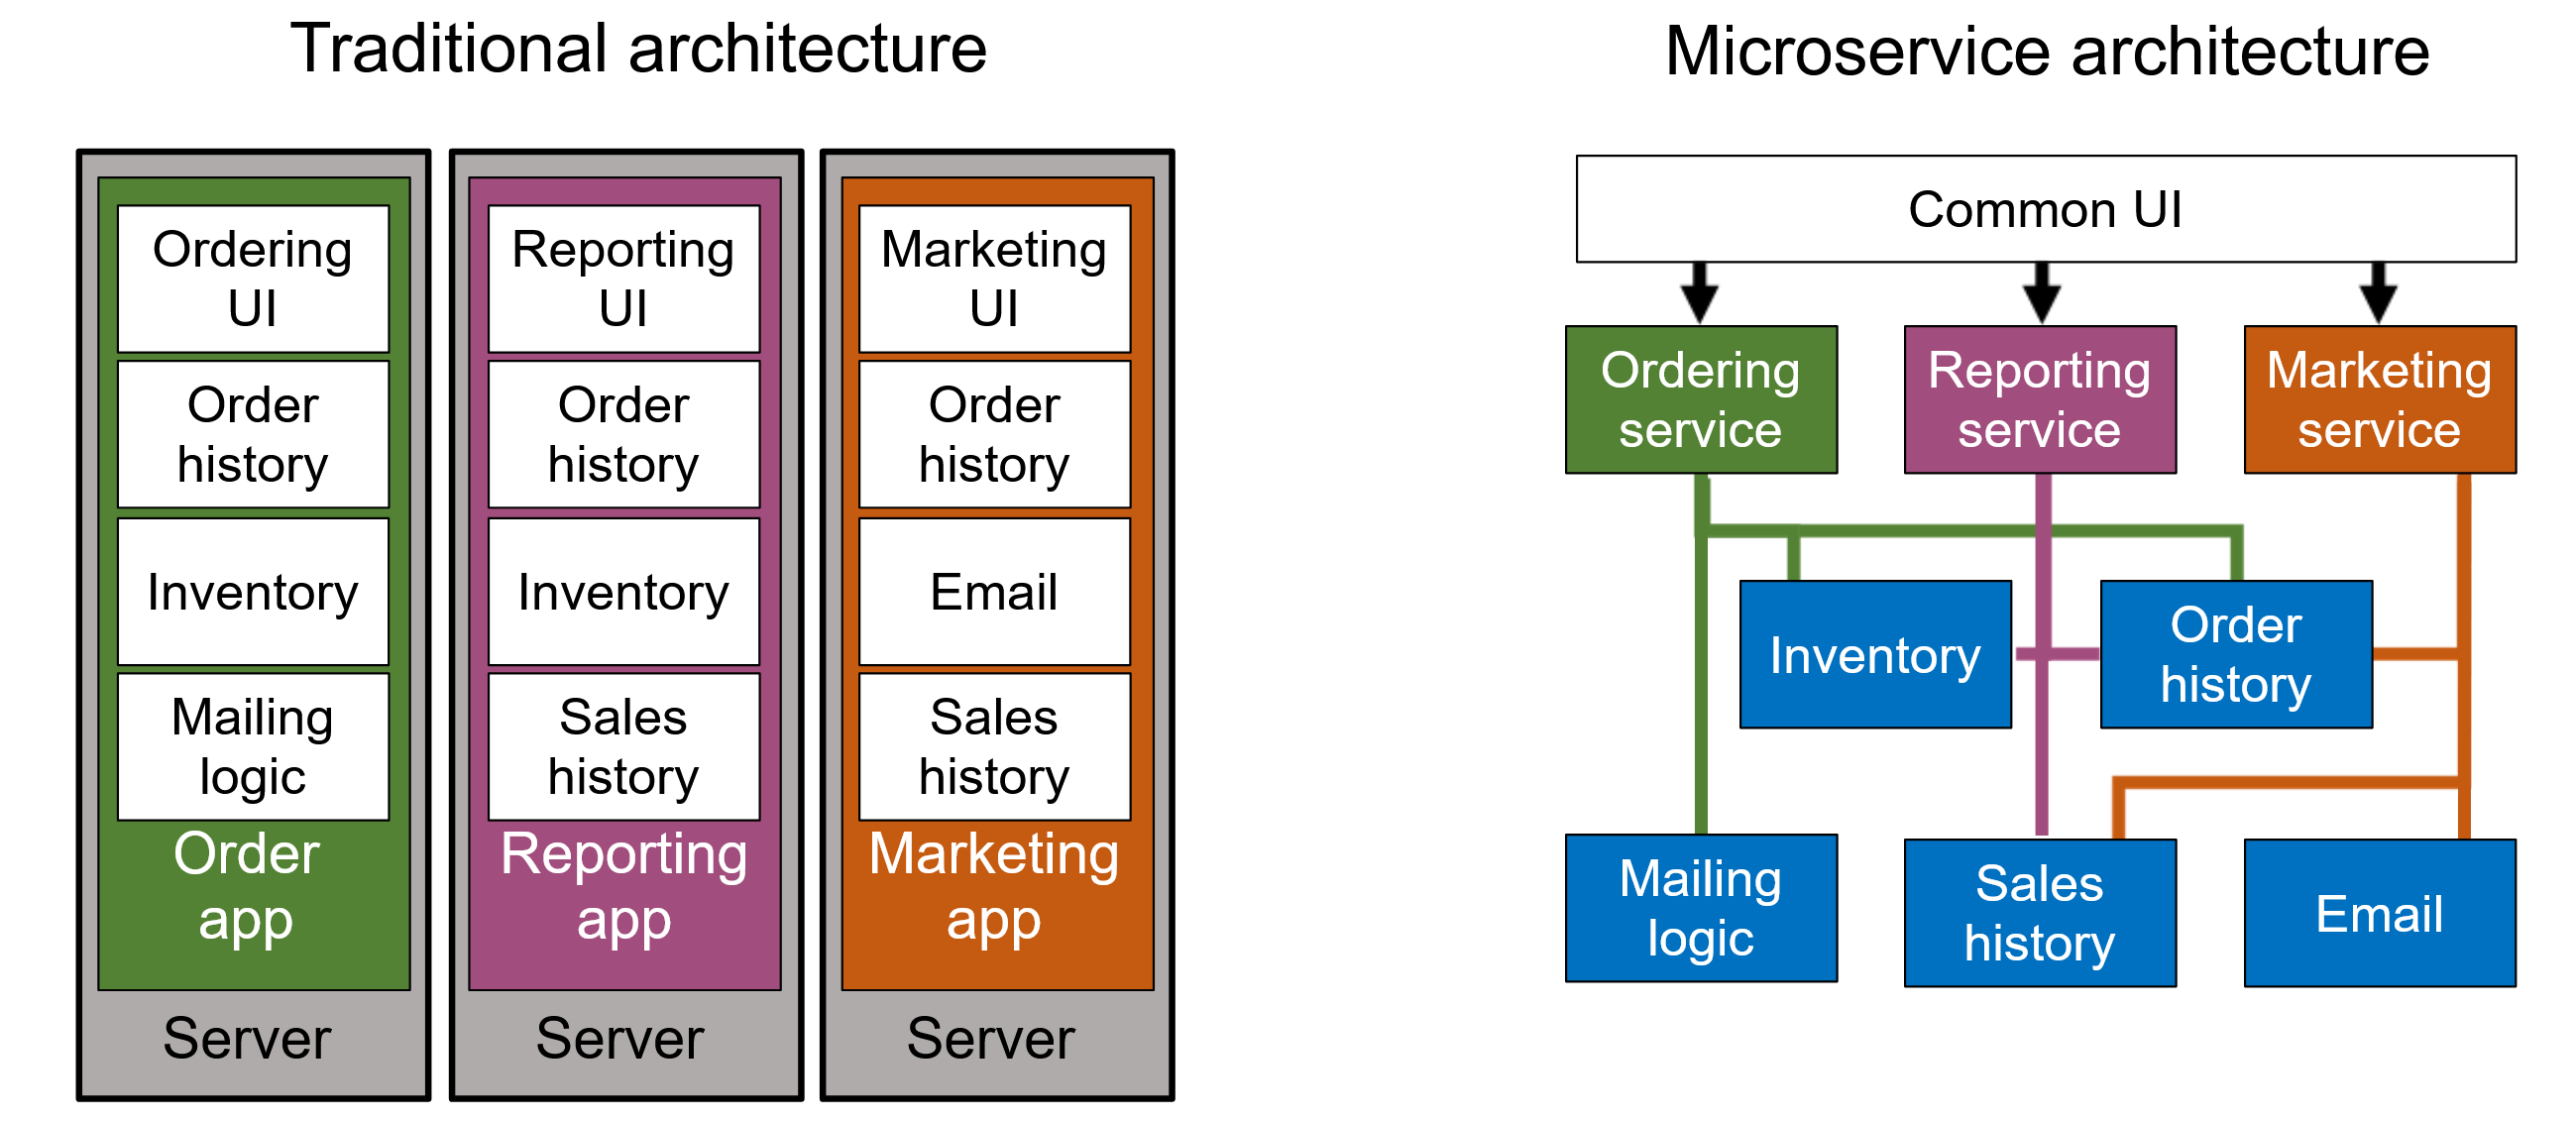 Traditional architecture
Ordering
UI
Order
history
Inventory
Mailing
logic
Order
app
Server
Reporting
UI
Order
history
Inventory
Sales
history
Reporting
app
Server
Marketing
UI
Order
history
Email
Sales
history
Marketing
app
Server
Microservice architecture
Common UI
Ordering
service
Reporting
service
Marketing
service
Inventory
Order
history
Mailing
logic
Sales
history
Email